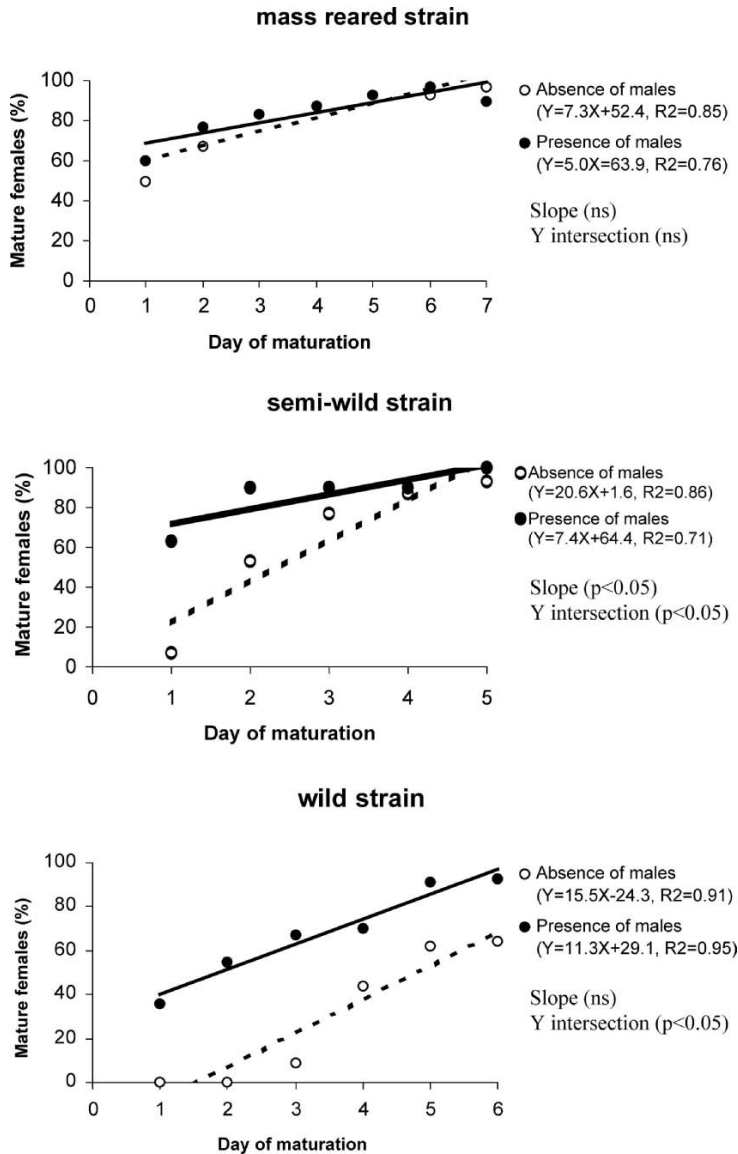 mass reared strain
Mature females (%)
100
80
60
40
20
0
0 1 2 3 4 5 6 7
Day of maturation
Absence of males
(Y=7.3X+52.4, R2=0.85)
Presence of males
(Y=5.0X=63.9, R2=0.76)
Slope (ns)
Y intersection (ns)
semi-wild strain
Mature females (%)
100
80
60
40
20
0
0 1 2 3 4 5
Day of maturation
Absence of males
(Y=20.6X+1.6, R2=0.86)
Presence of males
(Y=7.4X+64.4, R2=0.71)
Slope (p<0.05)
Y intersection (p<0.05)
wild strain
Mature females (%)
100
80
60
40
20
0
0 1 2 3 4 5 6
Day of maturation
Absence of males
(Y=15.5X-24.3, R2=0.91)
Presence of males
(Y=11.3X+29.1, R2=0.95)
Slope (ns)
Y intersection (p<0.05)